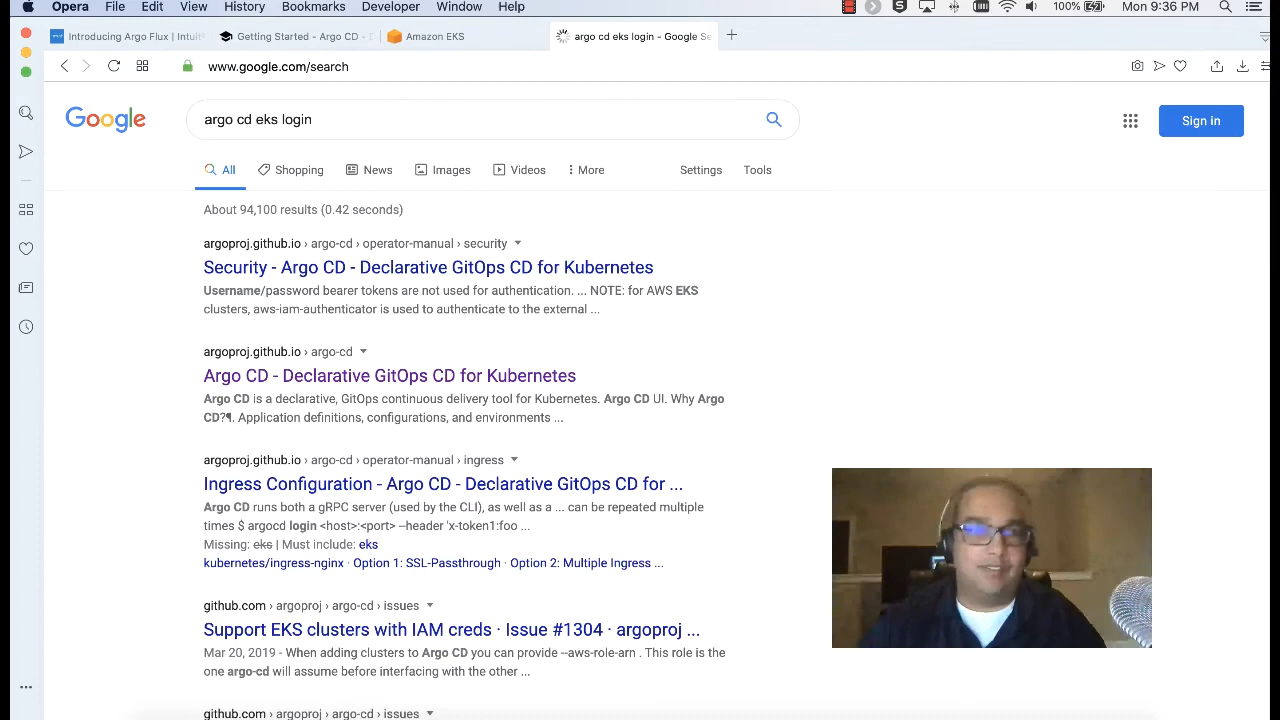 Opera File Edit View History Bookmarks Developer Window Help 100% Mon 9:36 PM
Introducing Argo Flux | Intuit Getting Started - Argo CD - D Amazon EKS argo cd eks login - Google Se
www.google.com/search
Google argo cd eks login Sign in
All Shopping News Images Videos More Settings Tools
About 94,100 results (0.42 seconds)
argoproj.github.io › argo-cd › operator-manual › security
Security - Argo CD - Declarative GitOps CD for Kubernetes
Username/password bearer tokens are not used for authentication. ... NOTE: for AWS EKS
clusters, aws-iam-authenticator is used to authenticate to the external ...
argoproj.github.io › argo-cd
Argo CD - Declarative GitOps CD for Kubernetes
Argo CD is a declarative, GitOps continuous delivery tool for Kubernetes. Argo CD UI. Why Argo
CD?¶. Application definitions, configurations, and environments ...
argoproj.github.io › argo-cd › operator-manual › ingress
Ingress Configuration - Argo CD - Declarative GitOps CD for ...
Argo CD runs both a gRPC server (used by the CLI), as well as a ... can be repeated multiple
times $ argocd login <host>:<port> --header 'x-token1:foo ...
Missing: eks | Must include: eks
kubernetes/ingress-nginx · Option 1: SSL-Passthrough · Option 2: Multiple Ingress ...
github.com › argoproj › argo-cd › issues
Support EKS clusters with IAM creds · Issue #1304 · argoproj ...
Mar 20, 2019 - When adding clusters to Argo CD you can provide --aws-role-arn . This role is the
one argo-cd will assume before interfacing with the other ...
github.com › argoproj › argo-cd › issues